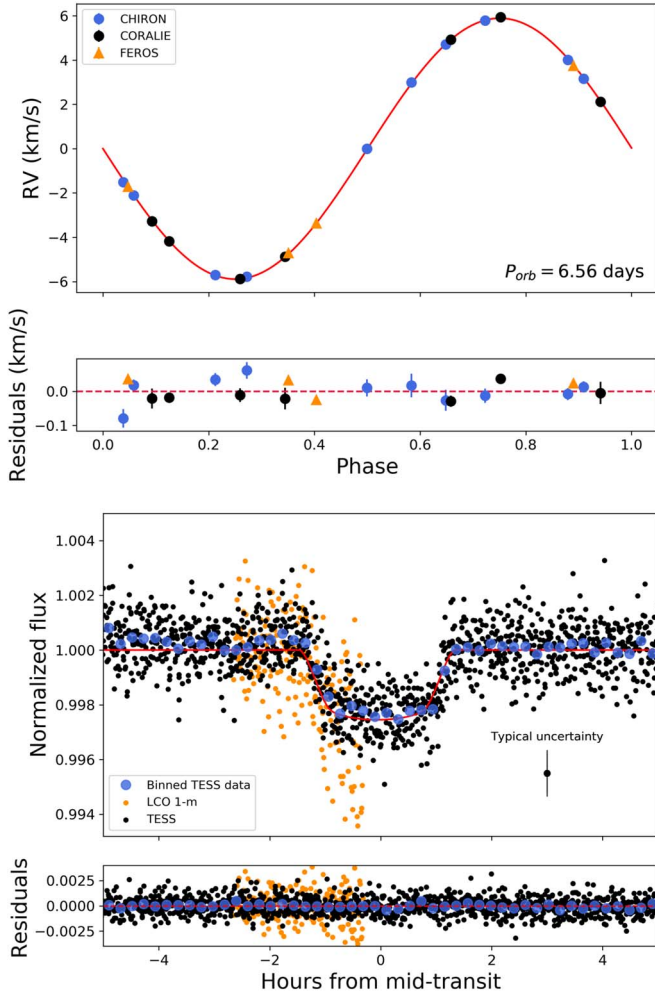 CHIRON
CORALIE
FEROS
6
4
2
0
−2
−4
−6
RV (km/s)
P_orb = 6.56 days
0.0
−0.1
Residuals (km/s)
0.0 0.2 0.4 0.6 0.8 1.0
Phase
1.004
1.002
1.000
0.998
0.996
0.994
Normalized flux
Typical uncertainty
Binned TESS data
LCO 1-m
TESS
0.0025
0.0000
−0.0025
Residuals
−4 −2 0 2 4
Hours from mid-transit